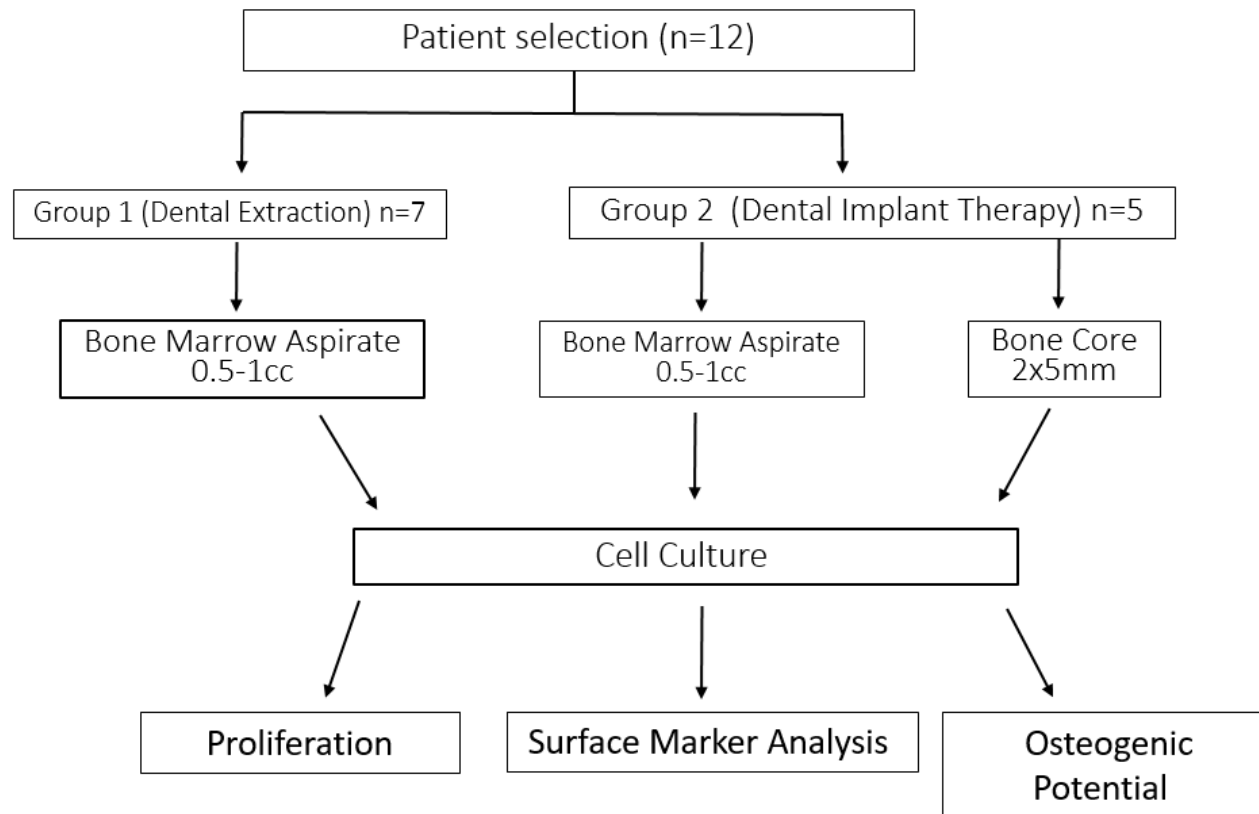 Patient selection (n=12)
Group 1 (Dental Extraction) n=7
Group 2 (Dental Implant Therapy) n=5
Bone Marrow Aspirate
0.5-1cc
Bone Marrow Aspirate
0.5-1cc
Bone Core
2x5mm
Cell Culture
Proliferation
Surface Marker Analysis
Osteogenic
Potential